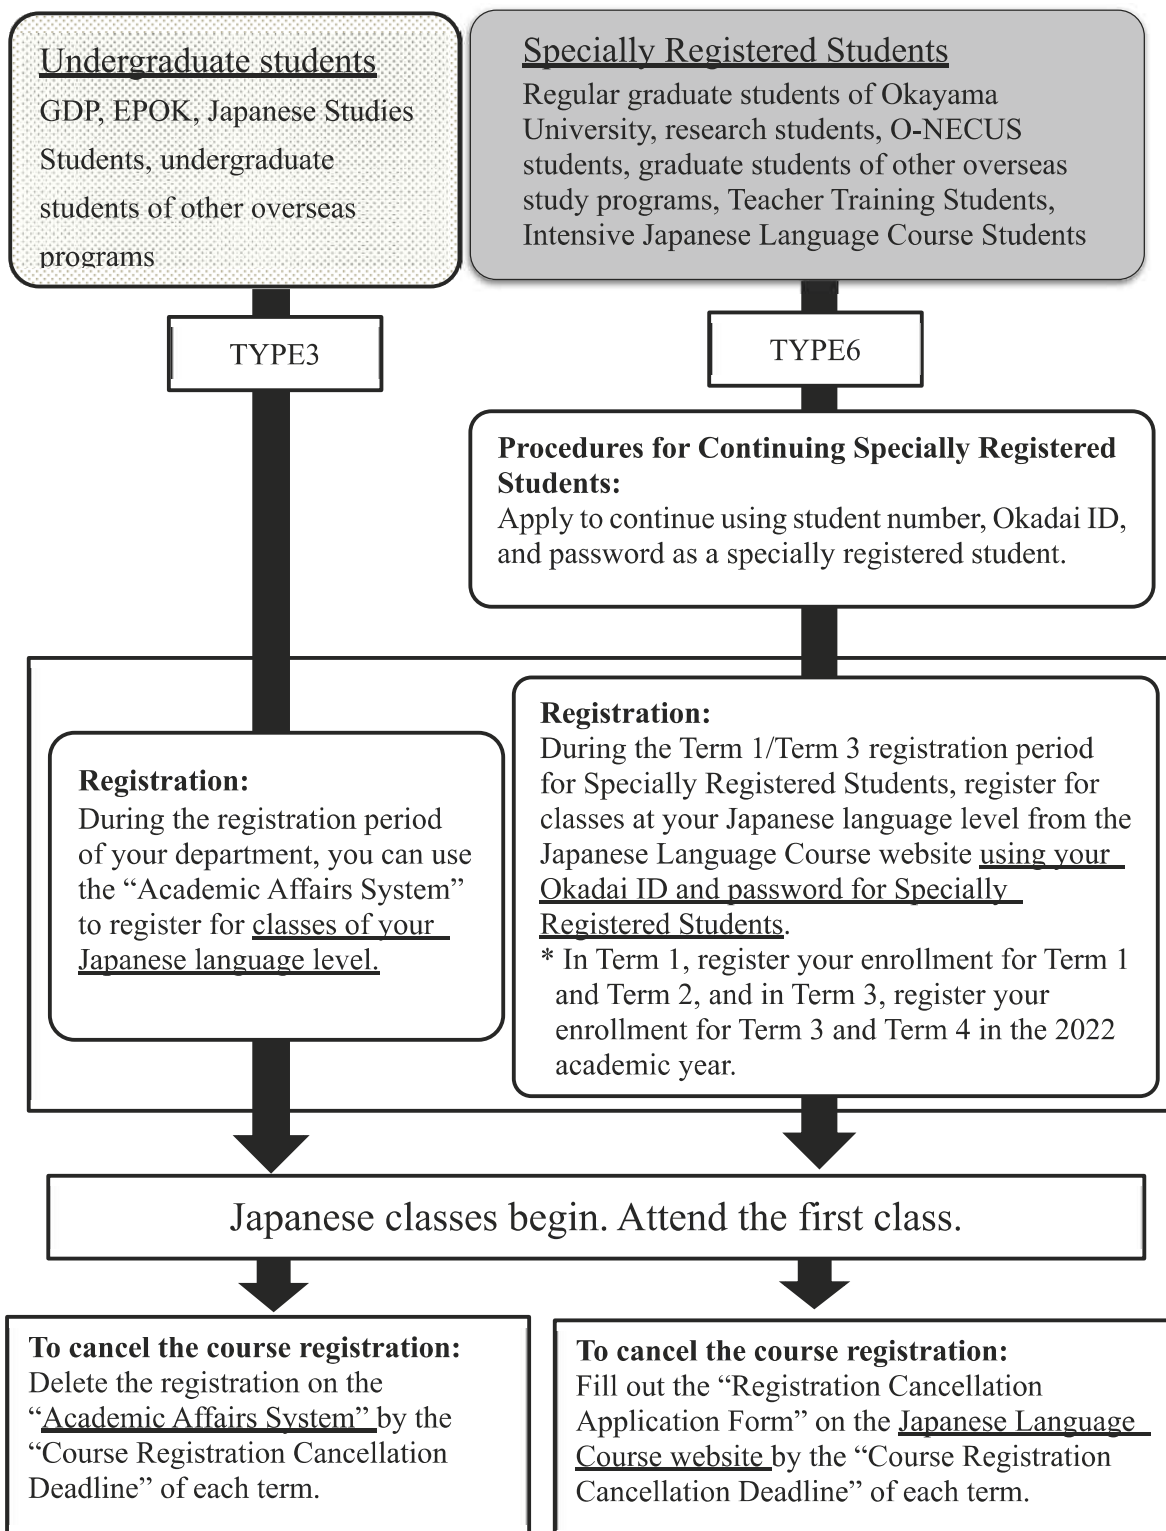 Undergraduate students
GDP, EPOK, Japanese Studies
Students, undergraduate
students of other overseas
programs
Specially Registered Students
Regular graduate students of Okayama
University, research students, O-NECUS
students, graduate students of other overseas
study programs, Teacher Training Students,
Intensive Japanese Language Course Students
TYPE3
TYPE6
Procedures for Continuing Specially Registered
Students:
Apply to continue using student number, Okadai ID,
and password as a specially registered student.
Registration:
During the registration period
of your department, you can use
the “Academic Affairs System”
to register for classes of your
Japanese language level.
Registration:
During the Term 1/Term 3 registration period
for Specially Registered Students, register for
classes at your Japanese language level from the
Japanese Language Course website using your
Okadai ID and password for Specially
Registered Students.
* In Term 1, register your enrollment for Term 1
and Term 2, and in Term 3, register your
enrollment for Term 3 and Term 4 in the 2022
academic year.
Japanese classes begin. Attend the first class.
To cancel the course registration:
Delete the registration on the
“Academic Affairs System” by the
“Course Registration Cancellation
Deadline” of each term.
To cancel the course registration:
Fill out the “Registration Cancellation
Application Form” on the Japanese Language
Course website by the “Course Registration
Cancellation Deadline” of each term.